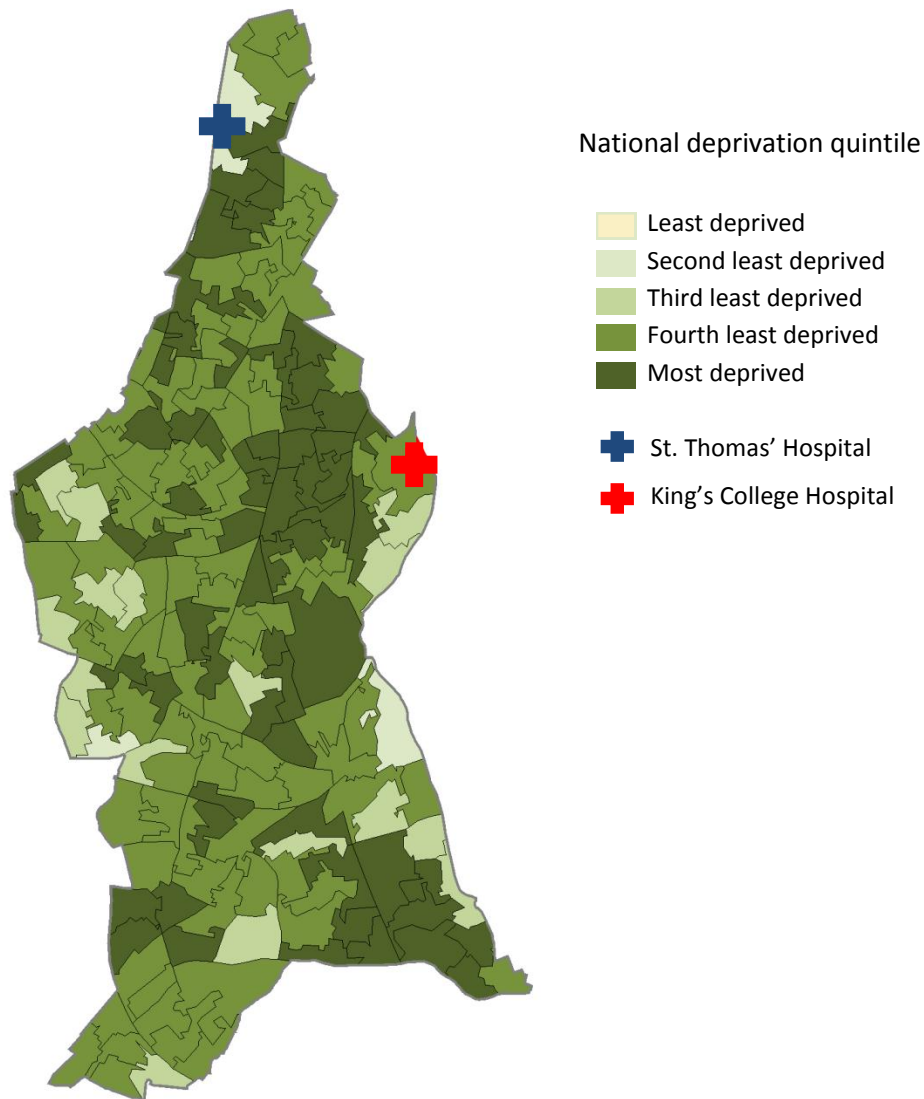 National deprivation quintile
Least deprived
Second least deprived
Third least deprived
Fourth least deprived
Most deprived
St. Thomas’ Hospital
King’s College Hospital